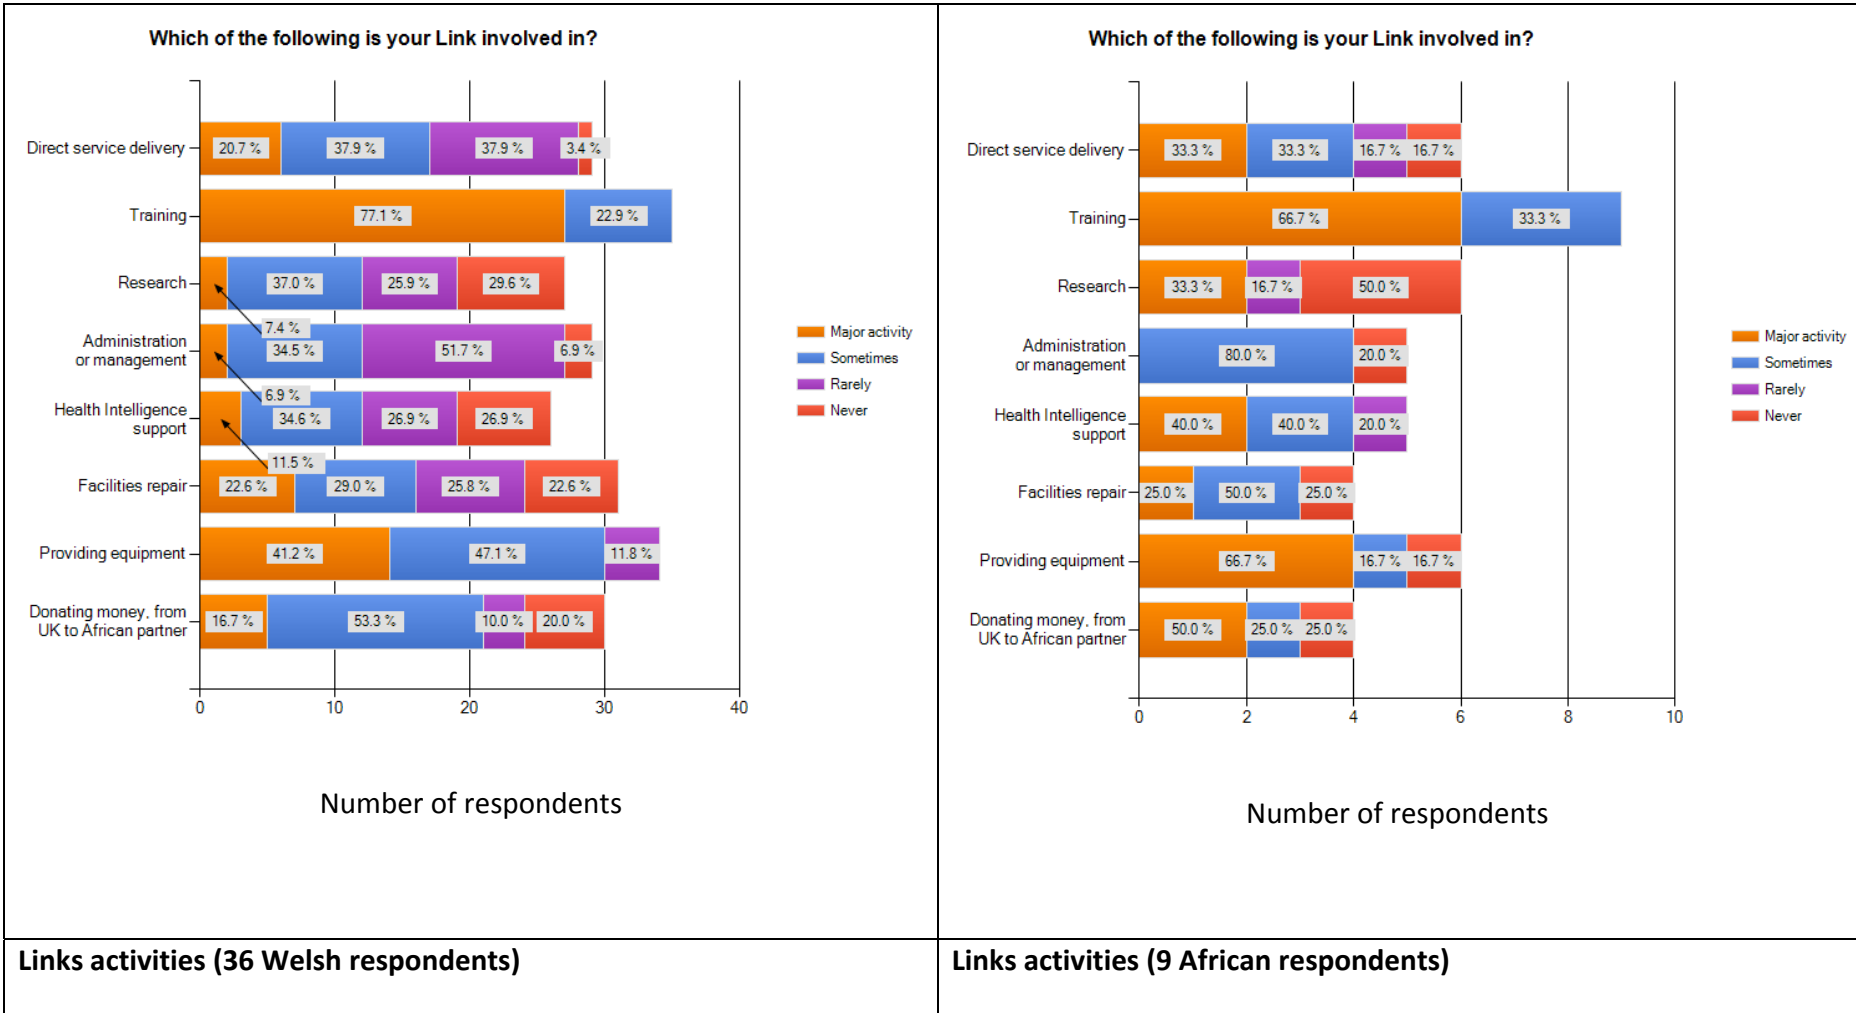 Which of the following is your Link involved in?
Direct service delivery
20.7 %
37.9 %
37.9 %
3.4 %
Training
77.1 %
22.9 %
Research
37.0 %
25.9 %
29.6 %
7.4 %
Administration
or management
34.5 %
51.7 %
6.9 %
6.9 %
Health Intelligence
support
34.6 %
26.9 %
26.9 %
11.5 %
Facilities repair
22.6 %
29.0 %
25.8 %
22.6 %
Providing equipment
41.2 %
47.1 %
11.8 %
Donating money, from
UK to African partner
16.7 %
53.3 %
10.0 %
20.0 %
0
10
20
30
40
Major activity
Sometimes
Rarely
Never
Number of respondents
Links activities (36 Welsh respondents)
Which of the following is your Link involved in?
Direct service delivery
33.3 %
33.3 %
16.7 %
16.7 %
Training
66.7 %
33.3 %
Research
33.3 %
16.7 %
50.0 %
Administration
or management
80.0 %
20.0 %
Health Intelligence
support
40.0 %
40.0 %
20.0 %
Facilities repair
25.0 %
50.0 %
25.0 %
Providing equipment
66.7 %
16.7 %
16.7 %
Donating money, from
UK to African partner
50.0 %
25.0 %
25.0 %
0
2
4
6
8
10
Major activity
Sometimes
Rarely
Never
Number of respondents
Links activities (9 African respondents)